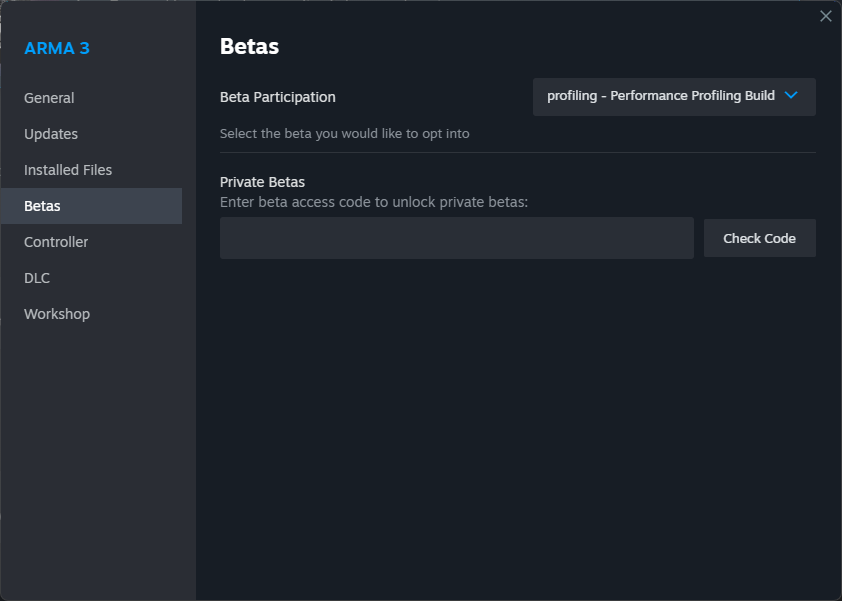 ARMA 3
General
Updates
Installed Files
Betas
Controller
DLC
Workshop
Betas
Beta Participation
profiling - Performance Profiling Build
Select the beta you would like to opt into
Private Betas
Enter beta access code to unlock private betas:
Check Code